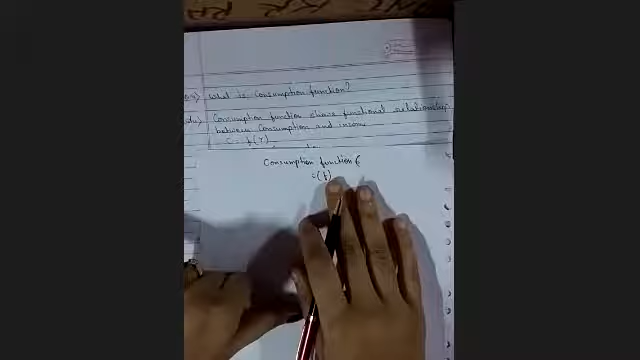 What is Consumption function?
Consumption function shows functional relationship
between Consumption and income
C = f(Y)
Consumption function C
=(f)